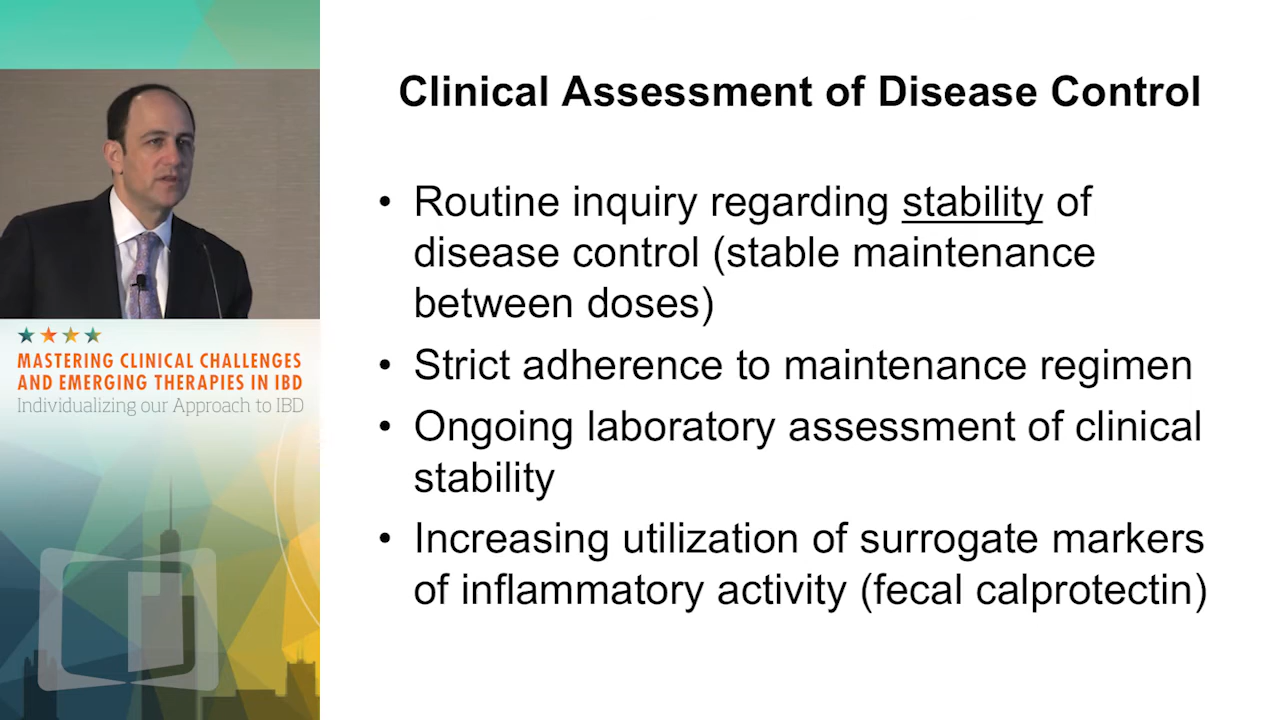 Clinical Assessment of Disease Control
• Routine inquiry regarding stability of
disease control (stable maintenance
between doses)
• Strict adherence to maintenance regimen
• Ongoing laboratory assessment of clinical
stability
• Increasing utilization of surrogate markers
of inflammatory activity (fecal calprotectin)
MASTERING CLINICAL CHALLENGES
AND EMERGING THERAPIES IN IBD
Individualizing our Approach to IBD